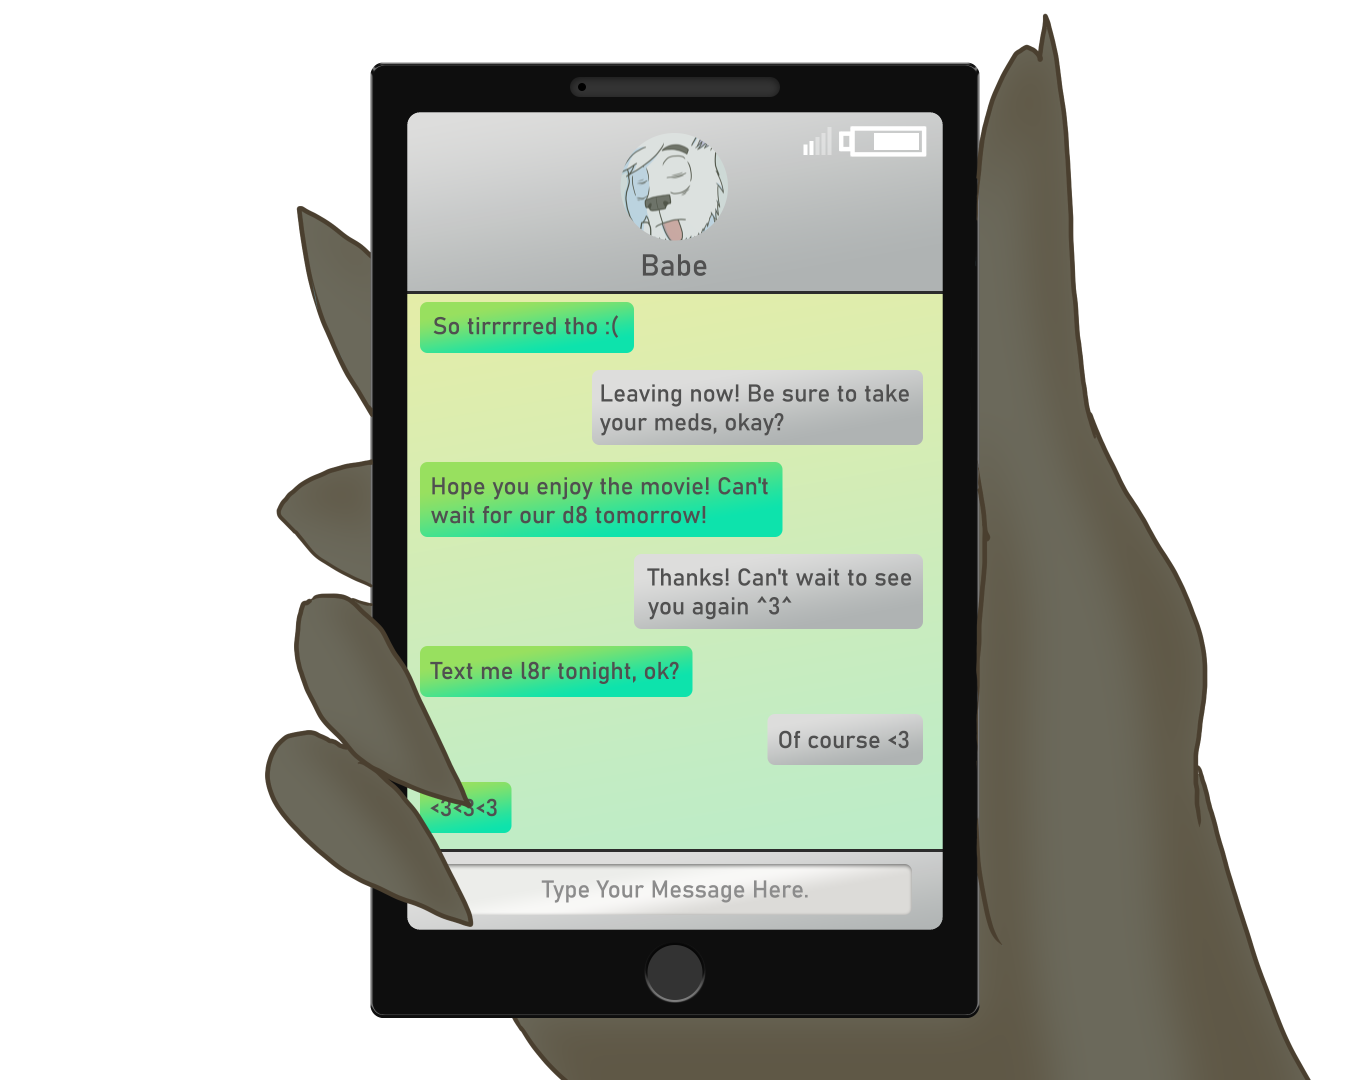 Babe
So tirrrrred tho :(
Leaving now! Be sure to take
your meds, okay?
Hope you enjoy the movie! Can't
wait for our d8 tomorrow!
Thanks! Can't wait to see
you again ^3^
Text me l8r tonight, ok?
Of course <3
<3<3<3
Type Your Message Here.